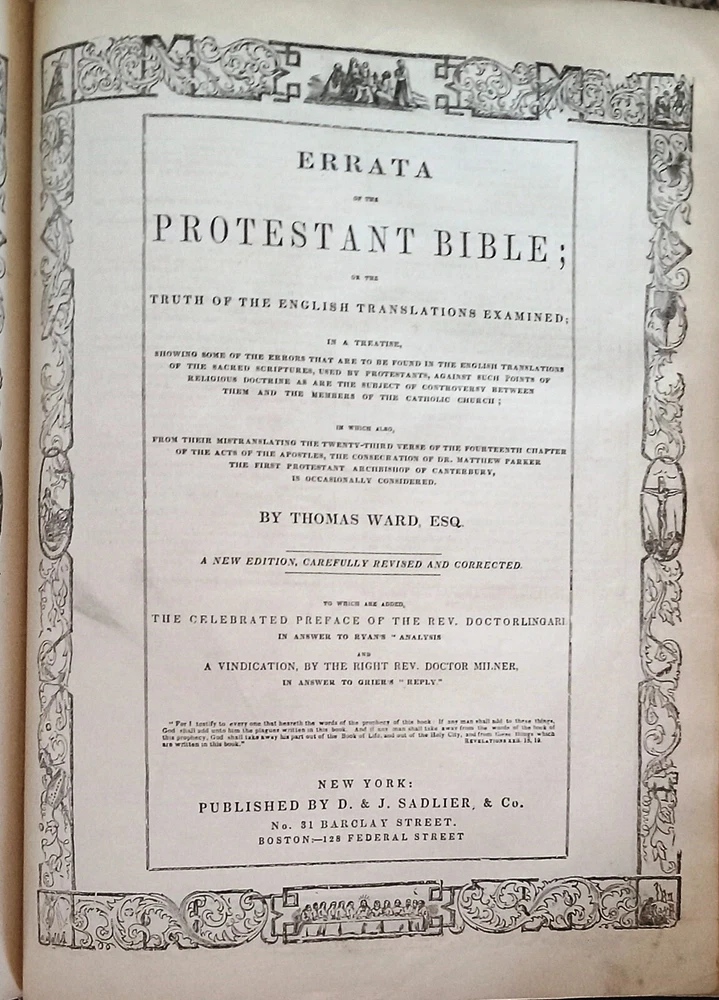 ERRATA
OF THE
PROTESTANT BIBLE;
OR THE
TRUTH OF THE ENGLISH TRANSLATIONS EXAMINED;
IN A TREATISE,
SHOWING SOME OF THE ERRORS THAT ARE TO BE FOUND IN THE ENGLISH TRANSLATIONS
OF THE SACRED SCRIPTURES, USED BY PROTESTANTS, AGAINST SUCH POINTS OF
RELIGIOUS DOCTRINE AS ARE THE SUBJECT OF CONTROVERSY BETWEEN
THEM AND THE MEMBERS OF THE CATHOLIC CHURCH;
IN WHICH ALSO,
FROM THEIR MISTRANSLATING THE TWENTY-THIRD VERSE OF THE FOURTEENTH CHAPTER
OF THE ACTS OF THE APOSTLES, THE CONSECRATION OF DR. MATTHEW PARKER
THE FIRST PROTESTANT ARCHBISHOP OF CANTERBURY,
IS OCCASIONALLY CONSIDERED.
BY THOMAS WARD, ESQ.
A NEW EDITION, CAREFULLY REVISED AND CORRECTED.
TO WHICH ARE ADDED,
THE CELEBRATED PREFACE OF THE REV. DOCTOR LINGARD
IN ANSWER TO RYAN'S "ANALYSIS
AND
A VINDICATION, BY THE RIGHT REV. DOCTOR MILNER,
IN ANSWER TO GRIER'S "REPLY."
"For I testify to every one that heareth the words of the prophecy of this book: If any man shall add to these things,
God shall add unto him the plagues written in this book. And if any man shall take away from the words of the book of
this prophecy, God shall take away his part out of the Book of Life, and out of the Holy City, and from these things which
are written in this book." REVELATIONS XXII. 18, 19.
NEW YORK:
PUBLISHED BY D. & J. SADLIER, & Co.
No. 31 BARCLAY STREET.
BOSTON:—128 FEDERAL STREET